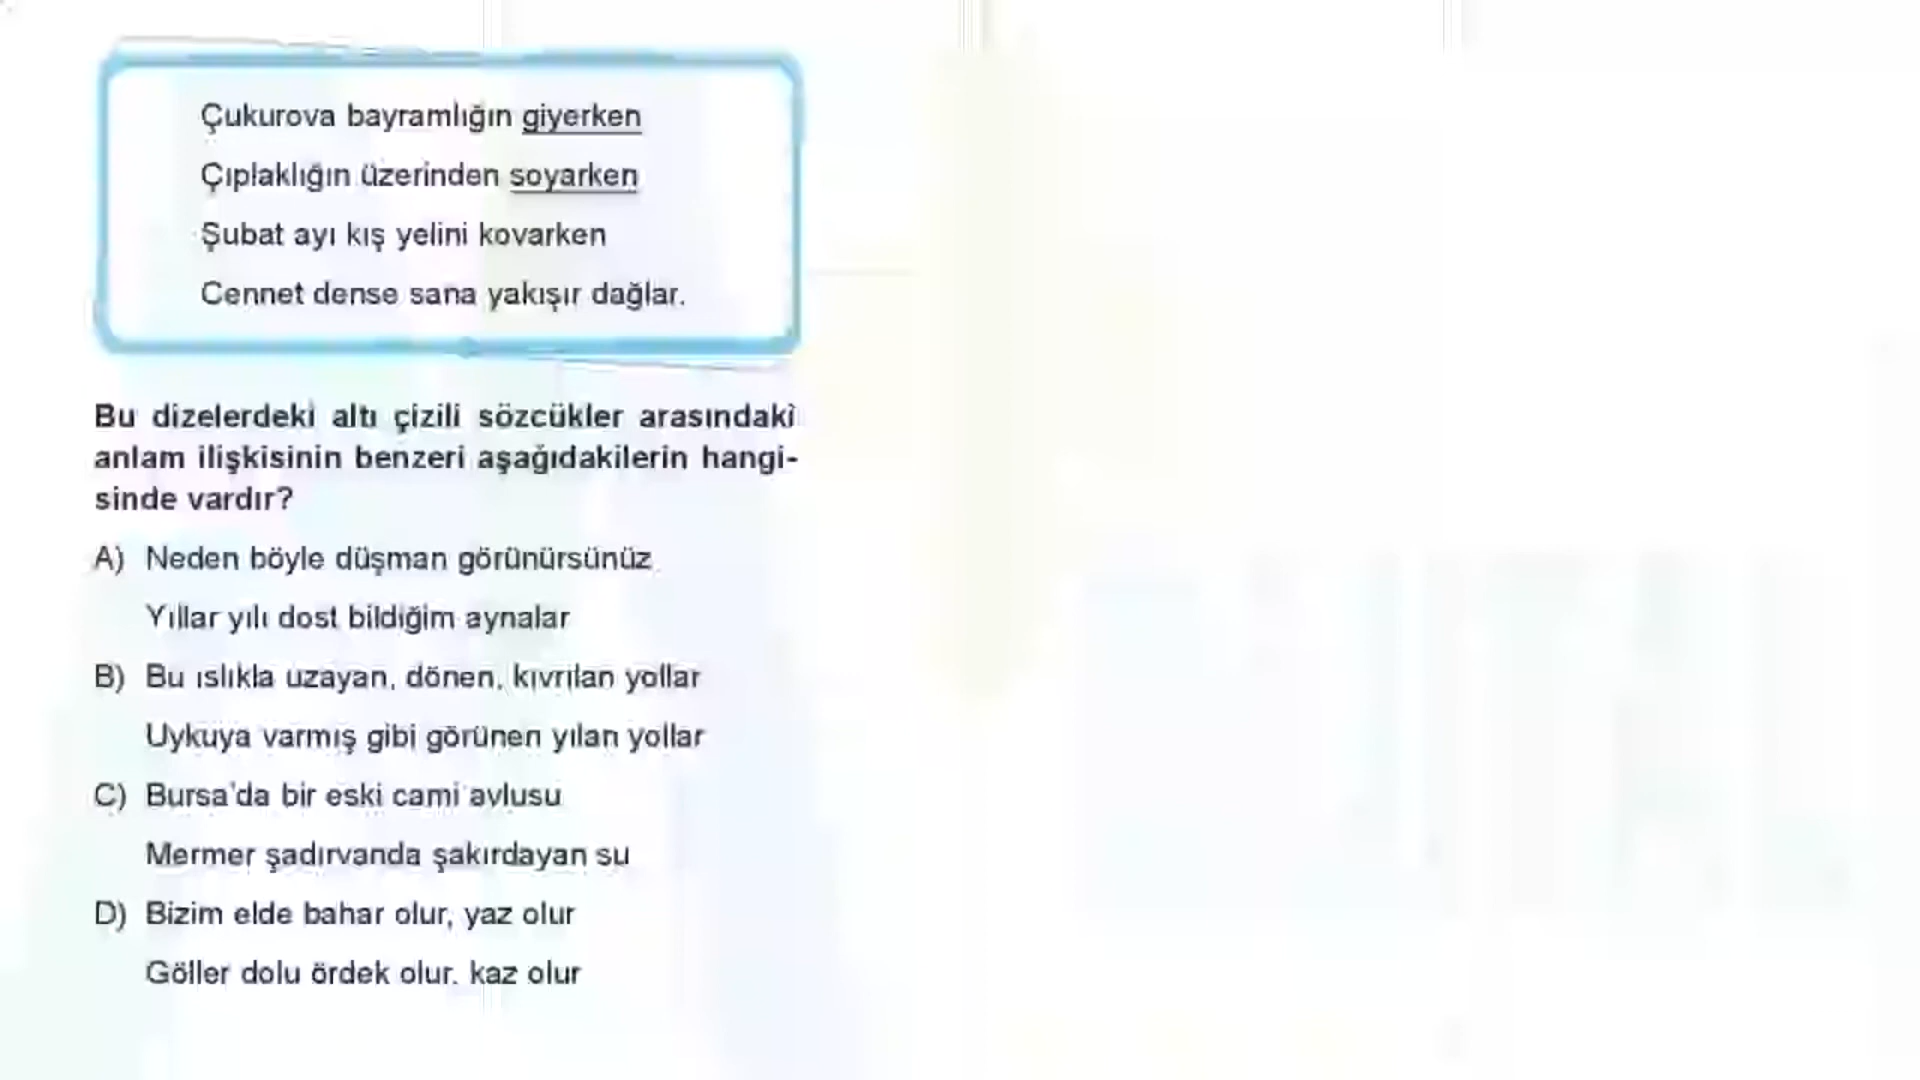 Çukurova bayramlığın giyerken
Çıplaklığın üzerinden soyarken
Şubat ayı kış yelini kovarken
Cennet dense sana yakışır dağlar.
Bu dizelerdeki altı çizili sözcükler arasındaki
anlam ilişkisinin benzeri aşağıdakilerin hangi-
sinde vardır?
A) Neden böyle düşman görünürsünüz
Yıllar yılı dost bildiğim aynalar
B) Bu ıslıkla uzayan, dönen, kıvrılan yollar
Uykuya varmış gibi görünen yılan yollar
C) Bursa'da bir eski cami avlusu
Mermer şadırvanda şakırdayan su
D) Bizim elde bahar olur, yaz olur
Göller dolu ördek olur. kaz olur